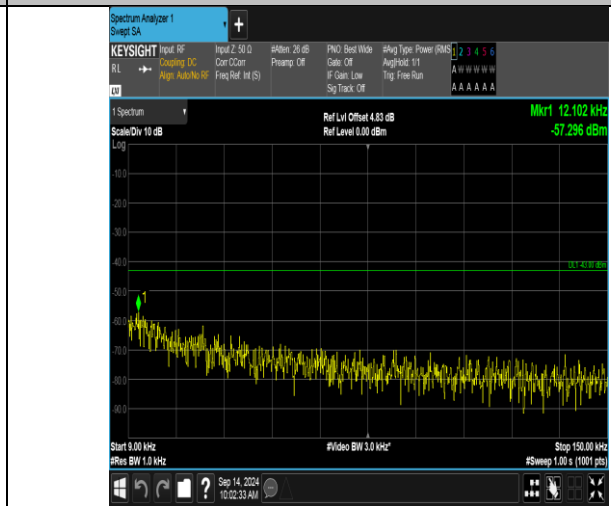 Spectrum Analyzer 1
Swept SA
+
KEYSIGHT Input: RF Input Z: 50 Ω #Atten: 26 dB PNO: Best Wide #Avg Type: Power (RMS 1 2 3 4 5 6
RL Coupling: DC Corr CCorr Preamp: Off Gate: Off Avg|Hold: 1/1 A W W W W W
Align: Auto/No RF Freq Ref: Int (S) IF Gain: Low Trig: Free Run
LXI Sig Track: Off A A A A A A
1 Spectrum Ref Lvl Offset 4.83 dB Mkr1 12.102 kHz
Scale/Div 10 dB Ref Level 0.00 dBm -57.296 dBm
Log
-10.0
-20.0
-30.0
-40.0
DL1 -43.00 dBm
-50.0
1
-60.0
-70.0
-80.0
-90.0
Start 9.00 kHz #Video BW 3.0 kHz* Stop 150.00 kHz
#Res BW 1.0 kHz #Sweep 1.00 s (1001 pts)
? Sep 14, 2024
10:02:33 AM